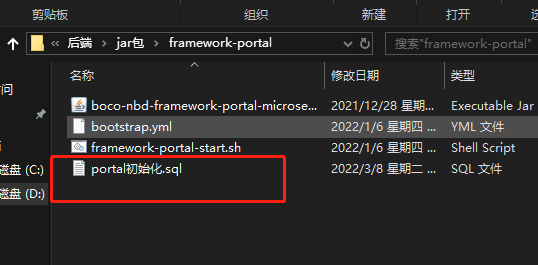 剪贴板 组织 新建 打开 选择
后端 jar包 framework-portal 搜索"framework-portal"
名称 修改日期 类型
访问 boco-nbd-framework-portal-microse... 2021/12/28 星期... Executable Jar
bootstrap.yml 2022/1/6 星期四 ... YML 文件
framework-portal-start.sh 2022/1/6 星期四 ... Shell Script
磁盘 (C:) portal初始化.sql 2022/3/8 星期二 ... SQL 文件
磁盘 (D:)